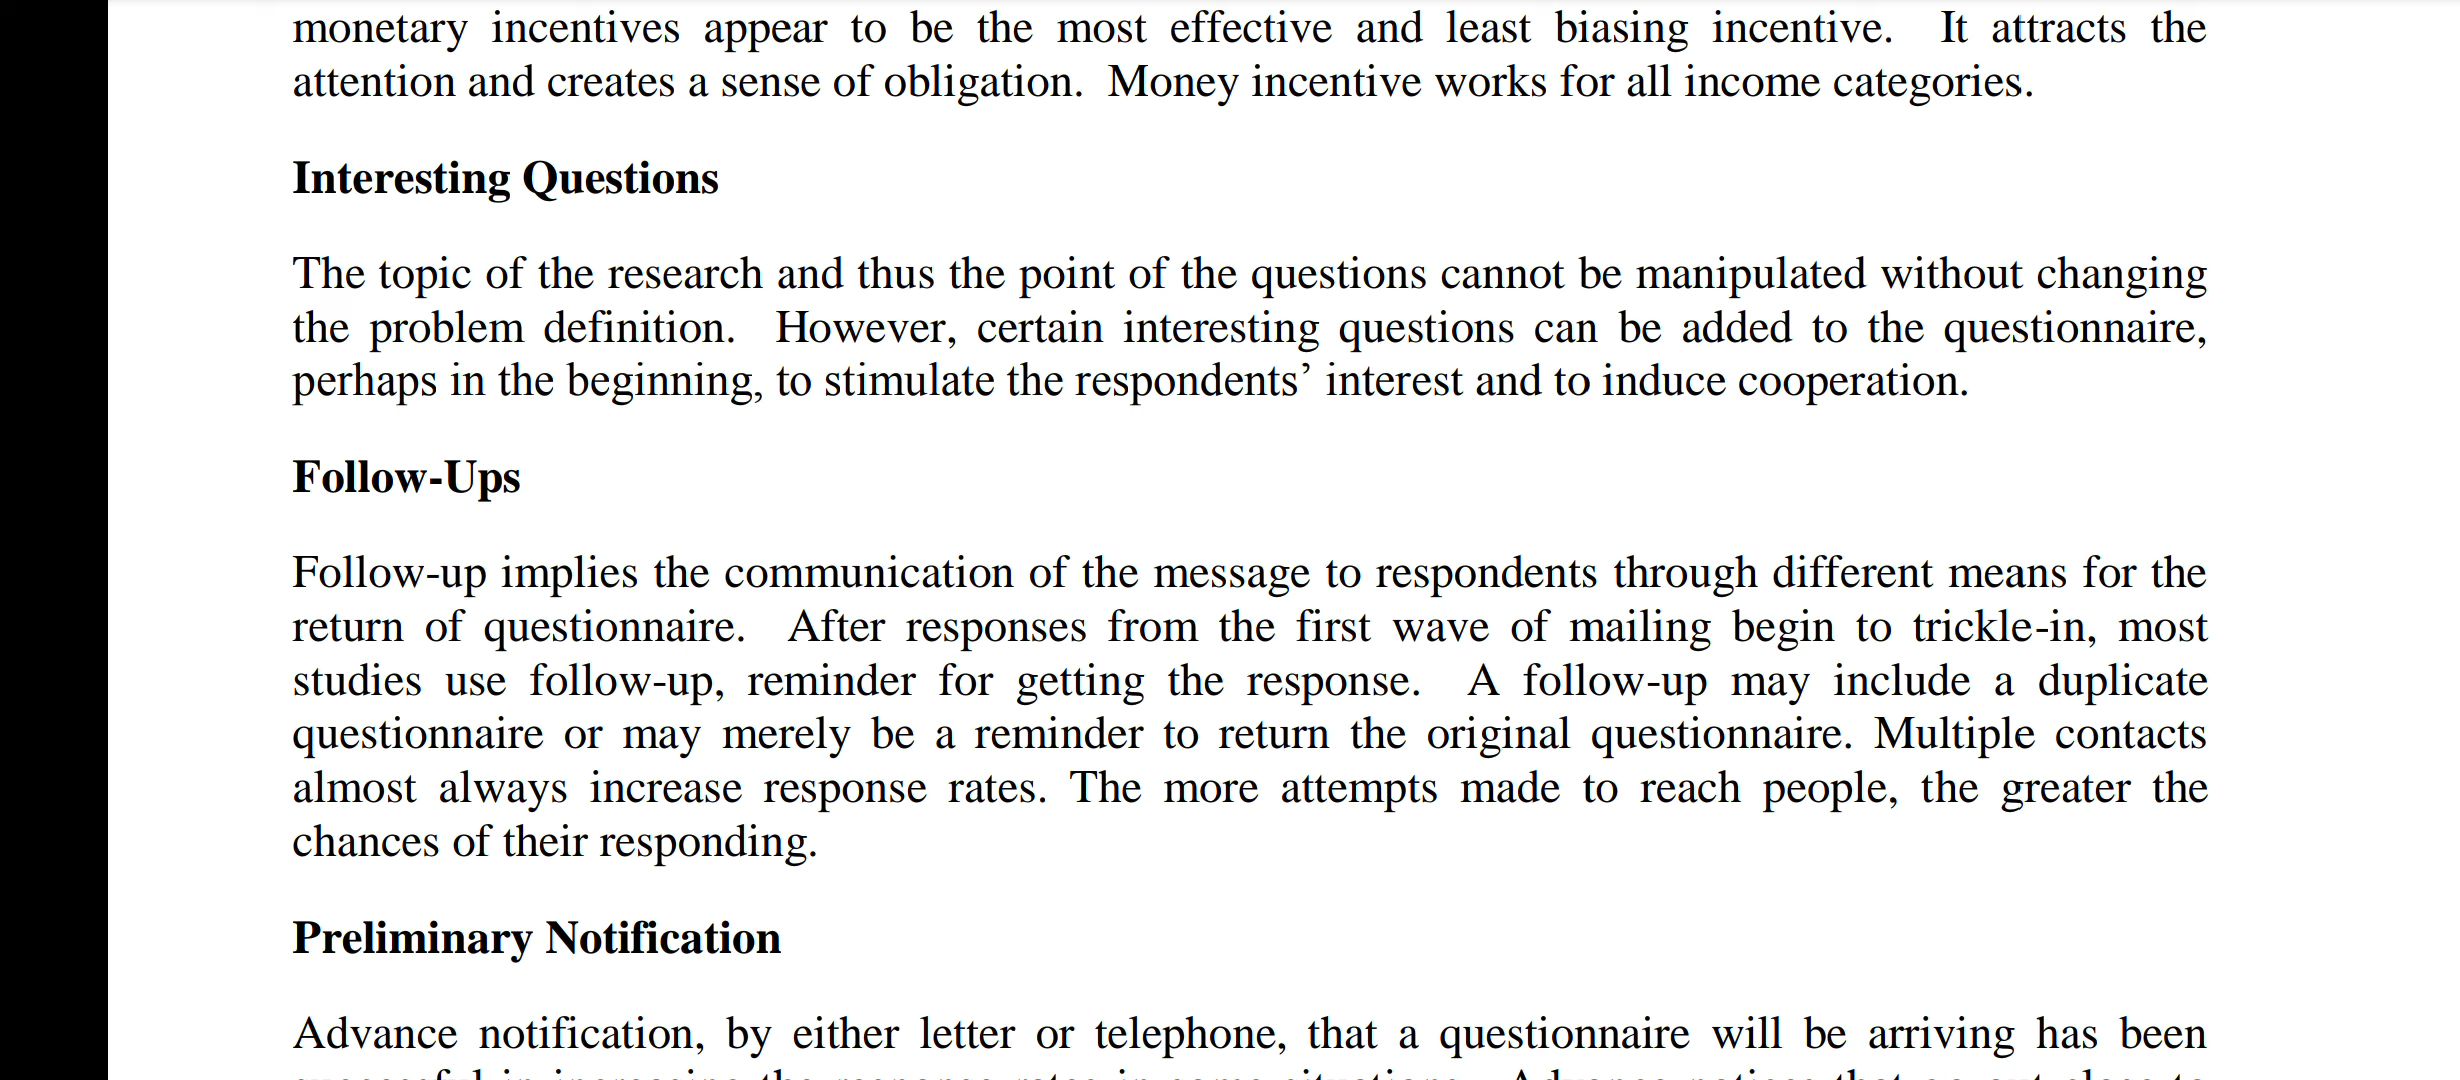 monetary incentives appear to be the most effective and least biasing incentive.  It attracts the
attention and creates a sense of obligation.  Money incentive works for all income categories.
Interesting Questions
The topic of the research and thus the point of the questions cannot be manipulated without changing
the problem definition.  However, certain interesting questions can be added to the questionnaire,
perhaps in the beginning, to stimulate the respondents’ interest and to induce cooperation.
Follow-Ups
Follow-up implies the communication of the message to respondents through different means for the
return of questionnaire.  After responses from the first wave of mailing begin to trickle-in, most
studies use follow-up, reminder for getting the response.  A follow-up may include a duplicate
questionnaire or may merely be a reminder to return the original questionnaire. Multiple contacts
almost always increase response rates. The more attempts made to reach people, the greater the
chances of their responding.
Preliminary Notification
Advance notification, by either letter or telephone, that a questionnaire will be arriving has been